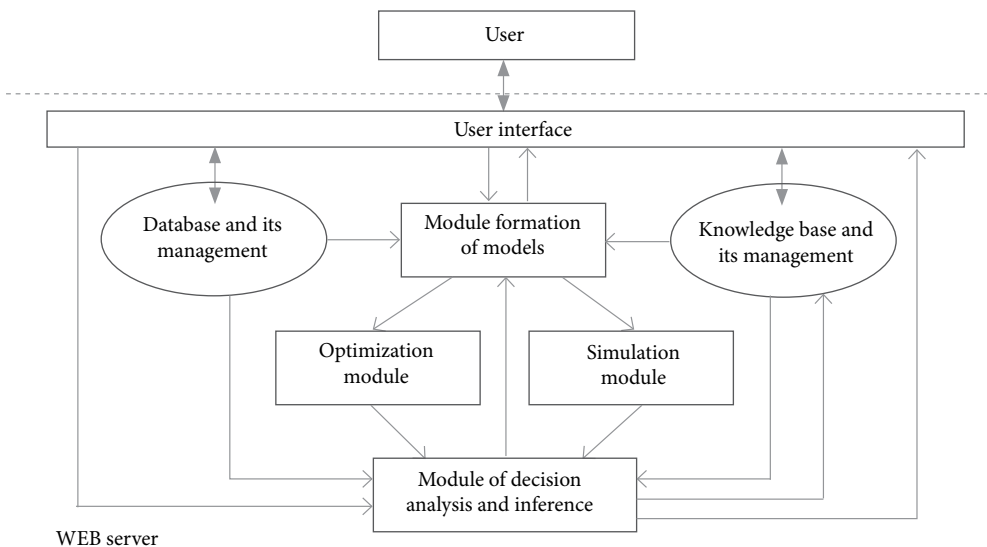 User
User interface
Database and its
management
Module formation
of models
Knowledge base and
its management
Optimization
module
Simulation
module
Module of decision
analysis and inference
WEB server